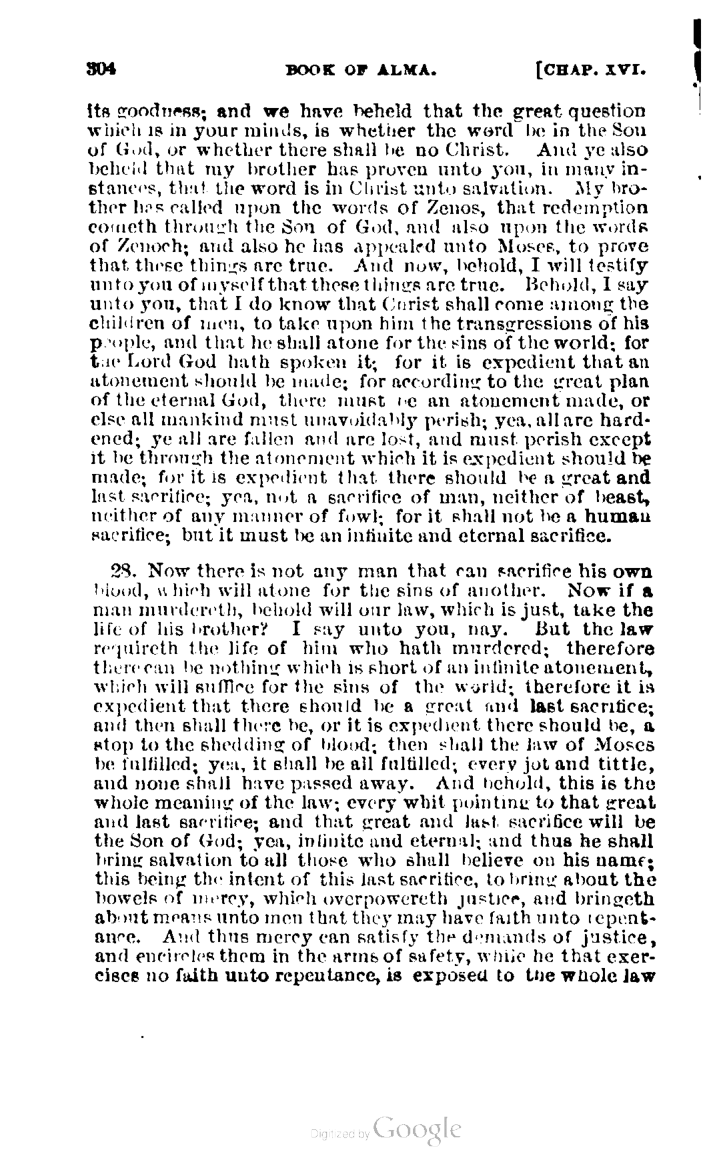 304 BOOK OF ALMA. [CHAP. XVI.
its goodness; and we have beheld that the great question
which is in your minds, is whether the word be in the Son
of God, or whether there shall be no Christ. And ye also
beheld that my brother has proven unto you, in many in-
stances, that the word is in Christ unto salvation. My bro-
ther has called upon the words of Zenos, that redemption
cometh through the Son of God, and also upon the words
of Zenoch; and also he has appealed unto Moses, to prove
that these things are true. And now, behold, I will testify
unto you of myself that these things are true. Behold, I say
unto you, that I do know that Christ shall come among the
children of men, to take upon him the transgressions of his
people, and that he shall atone for the sins of the world; for
the Lord God hath spoken it; for it is expedient that an
atonement should be made; for according to the great plan
of the eternal God, there must be an atonement made, or
else all mankind must unavoidably perish; yea, all are hard-
ened; ye all are fallen and are lost, and must perish except
it be through the atonement which it is expedient should be
made; for it is expedient that there should be a great and
last sacrifice; yea, not a sacrifice of man, neither of beast,
neither of any manner of fowl; for it shall not be a human
sacrifice; but it must be an infinite and eternal sacrifice.
28. Now there is not any man that can sacrifice his own
blood, which will atone for the sins of another. Now if a
man murdereth, behold will our law, which is just, take the
life of his brother? I say unto you, nay. But the law
requireth the life of him who hath murdered; therefore
there can be nothing which is short of an infinite atonement,
which will suffice for the sins of the world; therefore it is
expedient that there should be a great and last sacrifice;
and then shall there be, or it is expedient there should be, a
stop to the shedding of blood; then shall the law of Moses
be fulfilled; yea, it shall be all fulfilled; every jot and tittle,
and none shall have passed away. And behold, this is the
whole meaning of the law; every whit pointing to that great
and last sacrifice; and that great and last sacrifice will be
the Son of God; yea, infinite and eternal; and thus he shall
bring salvation to all those who shall believe on his name;
this being the intent of this last sacrifice, to bring about the
bowels of mercy, which overpowereth justice, and bringeth
about means unto men that they may have faith unto repent-
ance. And thus mercy can satisfy the demands of justice,
and encircles them in the arms of safety, while he that exer-
cises no faith unto repentance, is exposed to the whole law
Digitized by Google